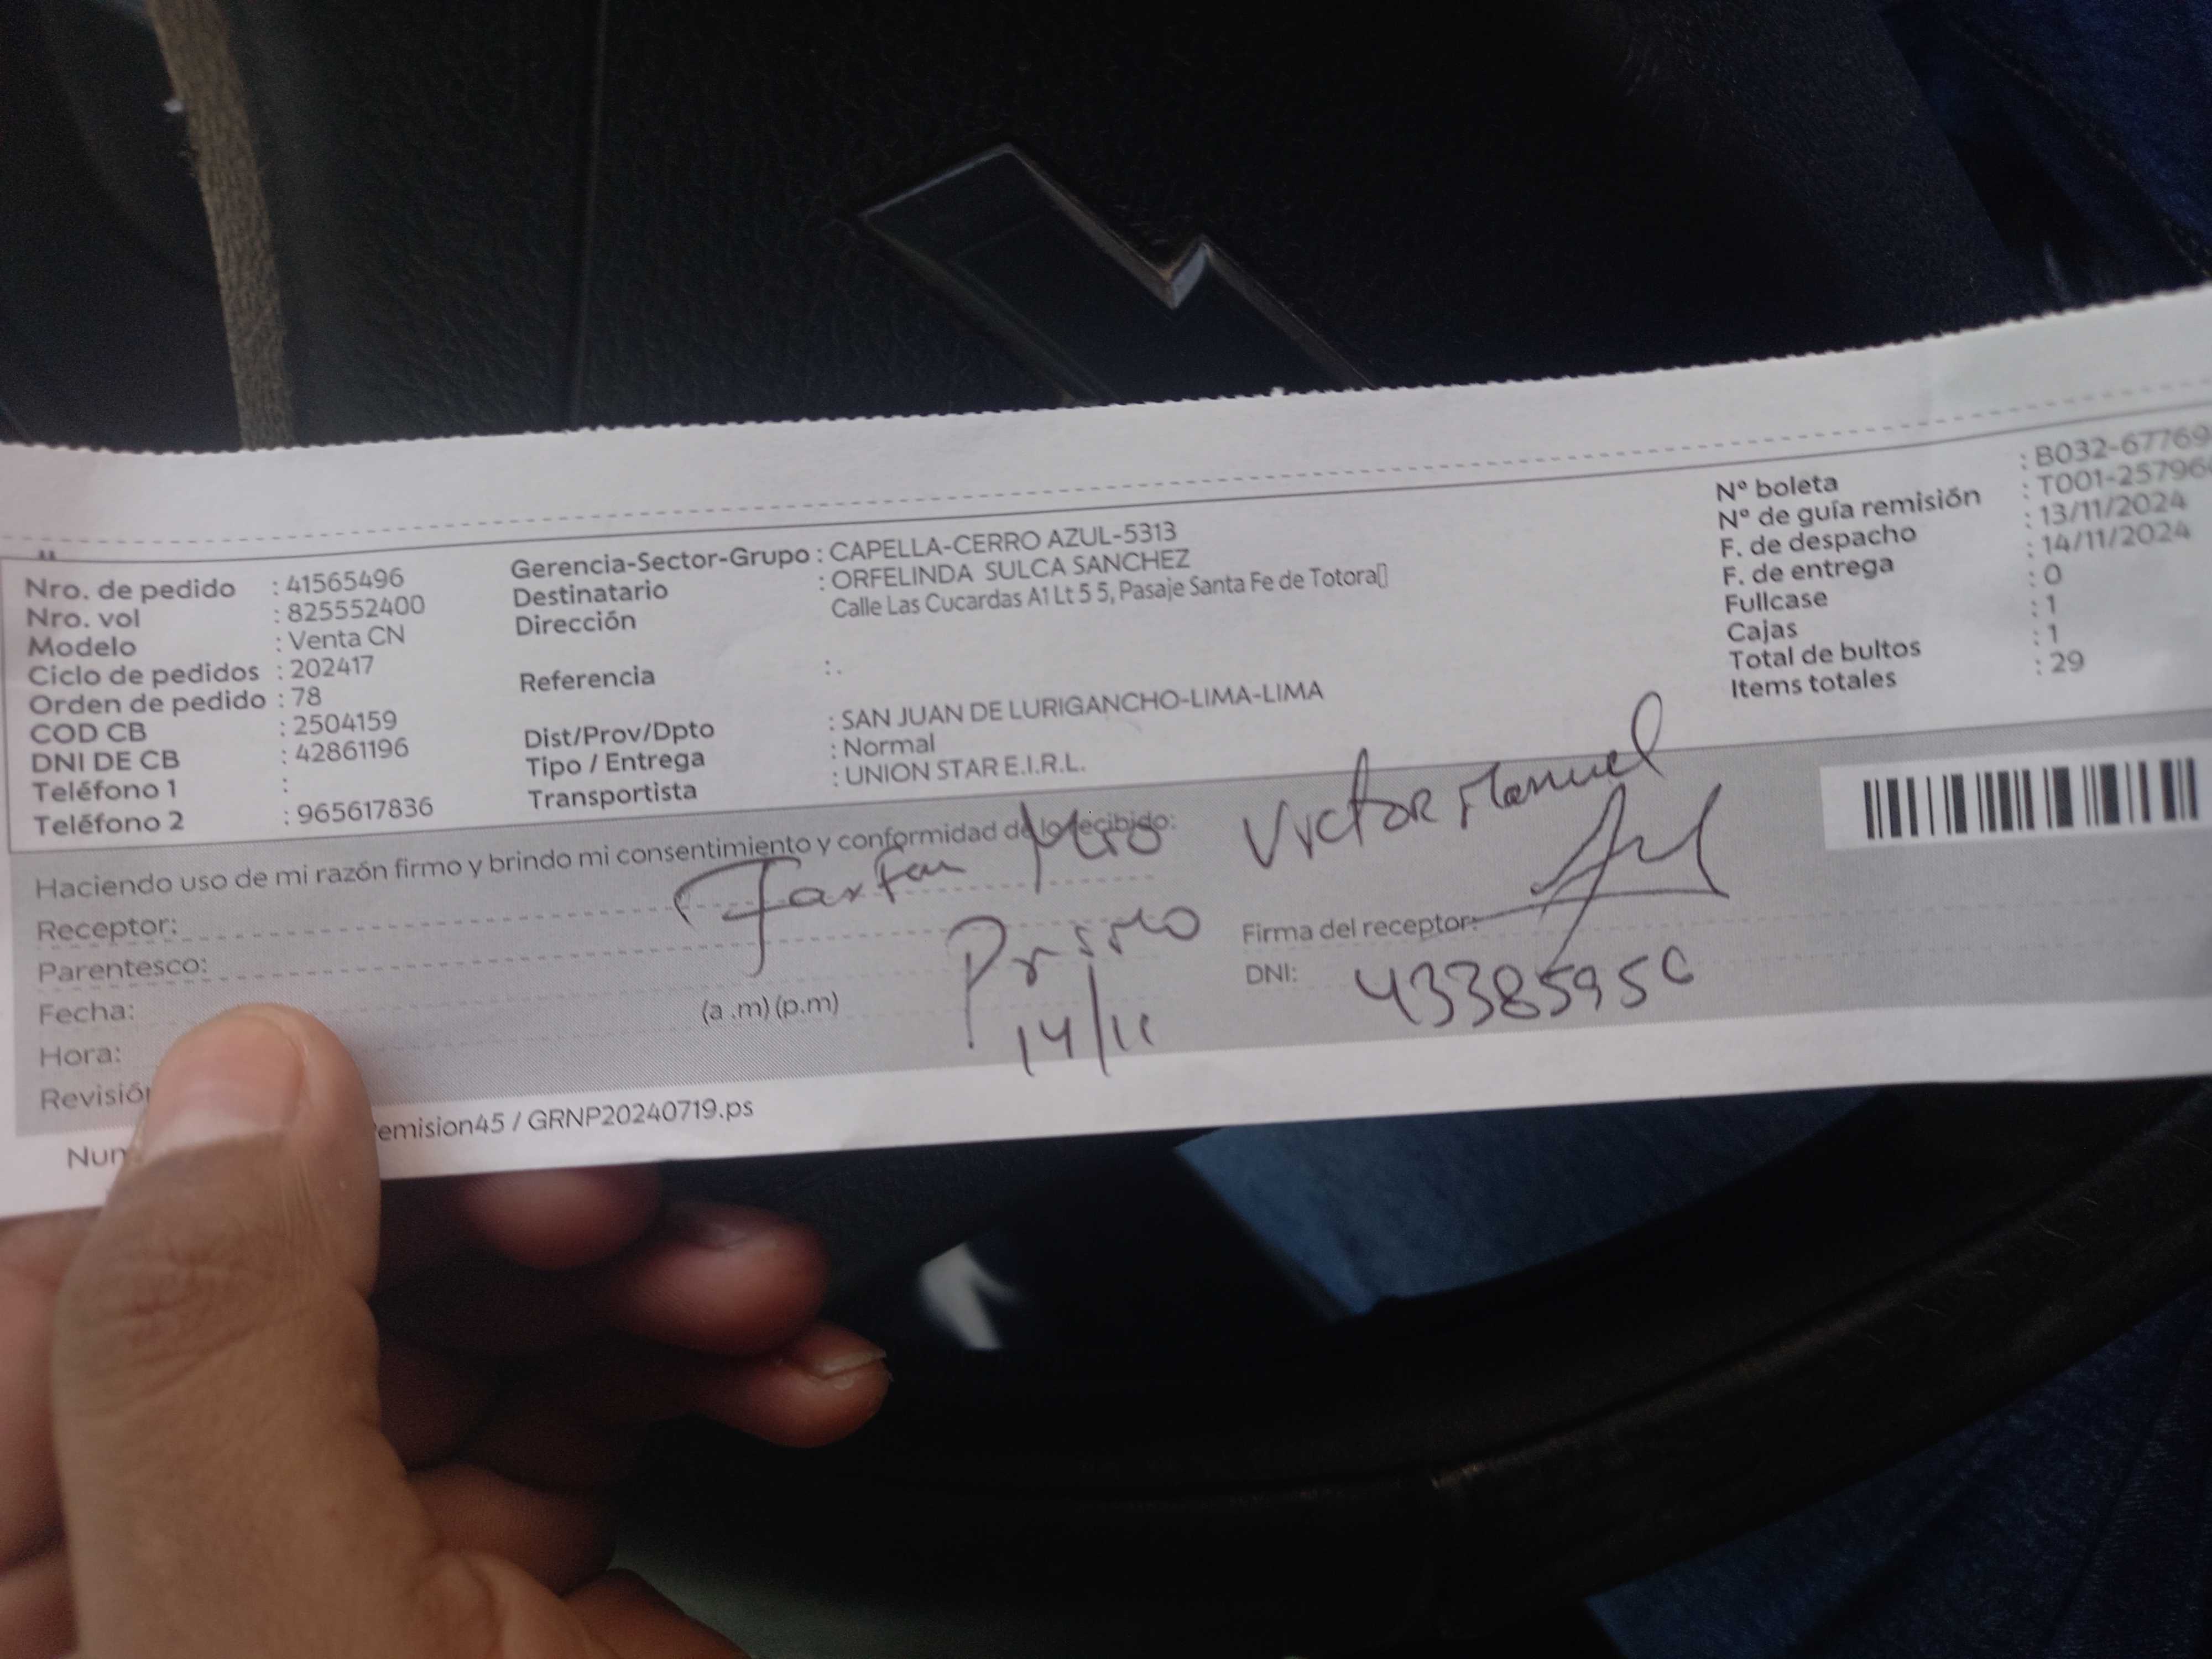 Nro. de pedido : 41565496
Nro. vol : 825552400
Modelo : Venta CN
Ciclo de pedidos : 202417
Orden de pedido : 78
COD CB : 2504159
DNI DE CB : 42861196
Teléfono 1 :
Teléfono 2 : 965617836
Gerencia-Sector-Grupo : CAPELLA-CERRO AZUL-5313
Destinatario : ORFELINDA SULCA SANCHEZ
Dirección Calle Las Cucardas A1 Lt 5 5, Pasaje Santa Fe de Totora[]
Referencia : .
Dist/Prov/Dpto : SAN JUAN DE LURIGANCHO-LIMA-LIMA
Tipo / Entrega : Normal
Transportista : UNION STAR E.I.R.L.
N° boleta : B032-67769
N° de guía remisión : T001-25796
F. de despacho : 13/11/2024
F. de entrega : 14/11/2024
Fullcase : 0
Cajas : 1
Total de bultos : 1
Items totales : 29
Haciendo uso de mi razón firmo y brindo mi consentimiento y conformidad de lo recibido:
Receptor: Farfan Victor Manuel
Parentesco: Primo
Firma del receptor:
Fecha: 14/11
DNI: 4338595
Hora: (a .m) (p.m)
Revisión
Num emision45 / GRNP20240719.ps